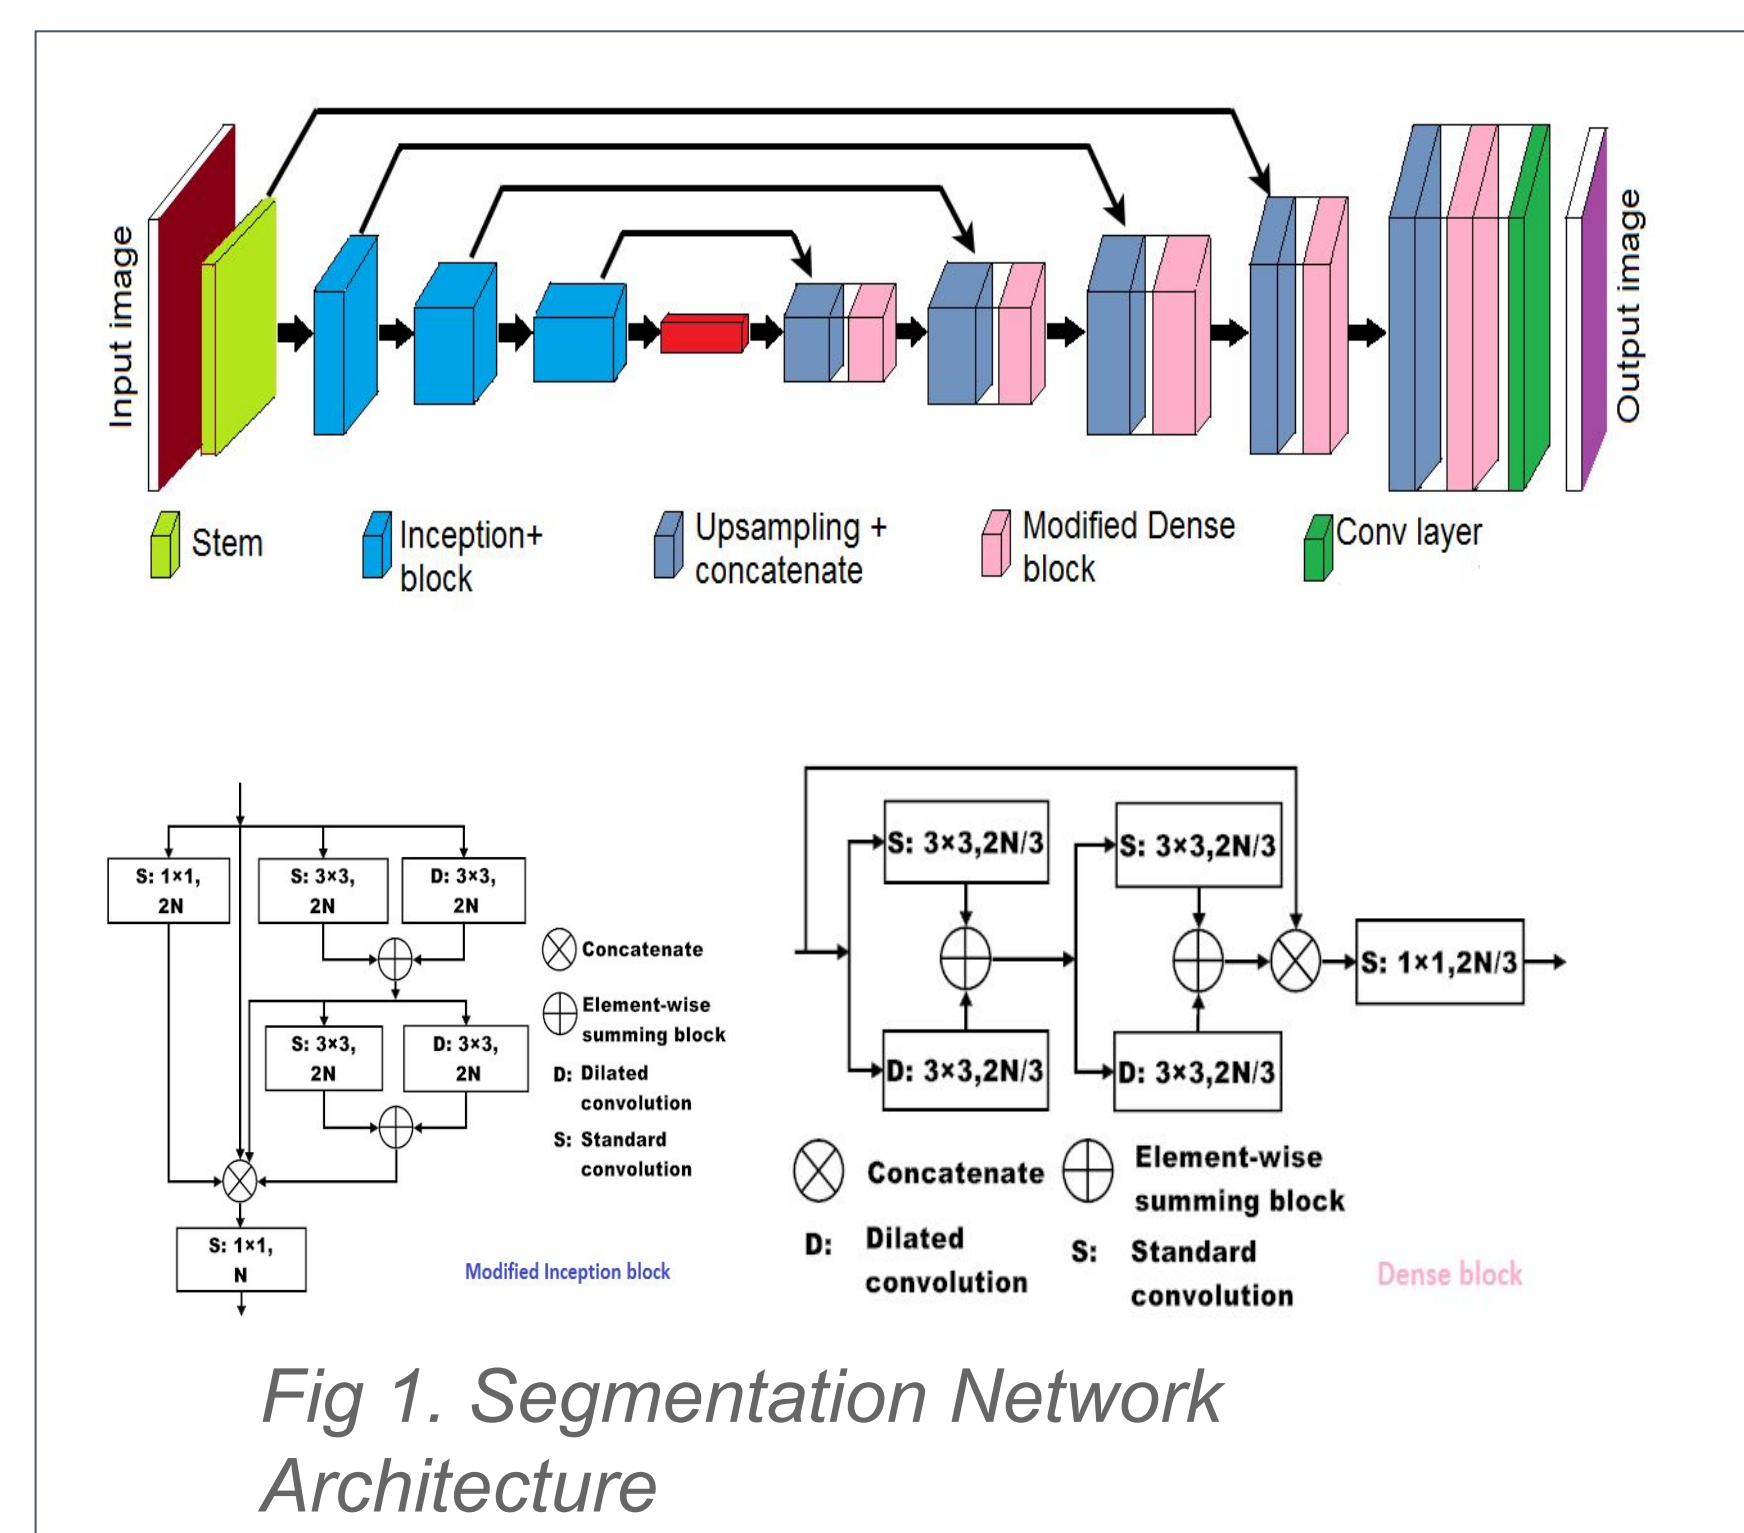 Input image
Output image
Stem
Inception+
block
Upsampling +
concatenate
Modified Dense
block
Conv layer
S: 1×1,
2N
S: 3×3,
2N
D: 3×3,
2N
S: 3×3,
2N
D: 3×3,
2N
S: 1×1,
N
Concatenate
Element-wise
summing block
D: Dilated
convolution
S: Standard
convolution
Modified Inception block
S: 3×3,2N/3
S: 3×3,2N/3
S: 1×1,2N/3
D: 3×3,2N/3
D: 3×3,2N/3
Concatenate
Element-wise
summing block
D: Dilated
convolution
S: Standard
convolution
Dense block
Fig 1. Segmentation Network
Architecture